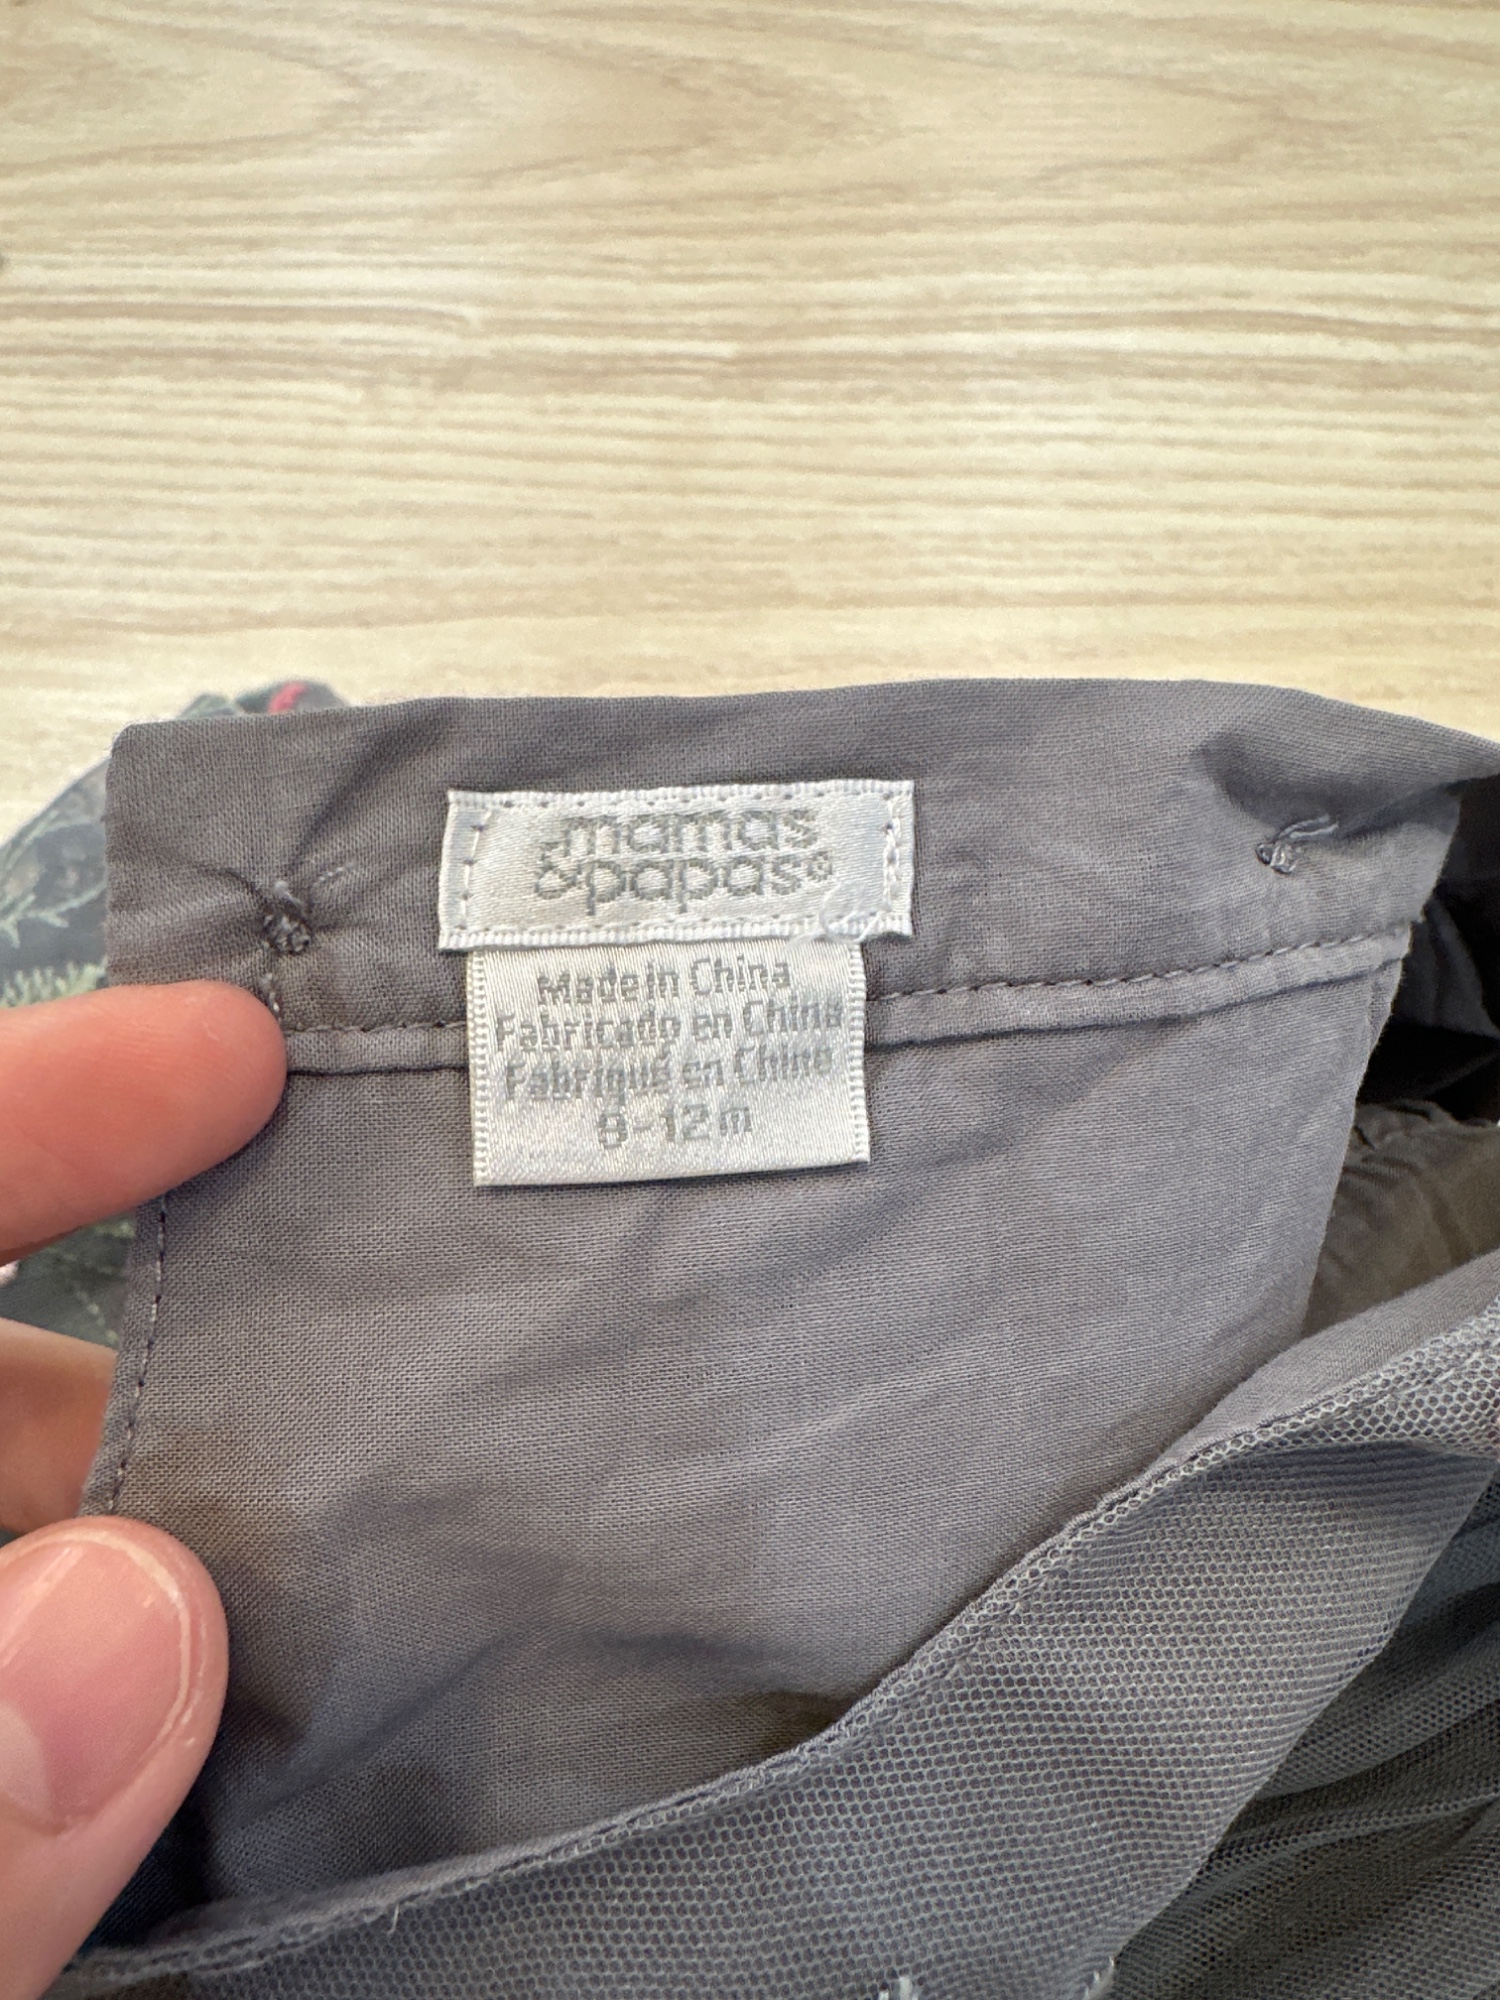 mamas
&papas®
Made in China
Fabricado en China
Fabriqué en Chine
9-12m